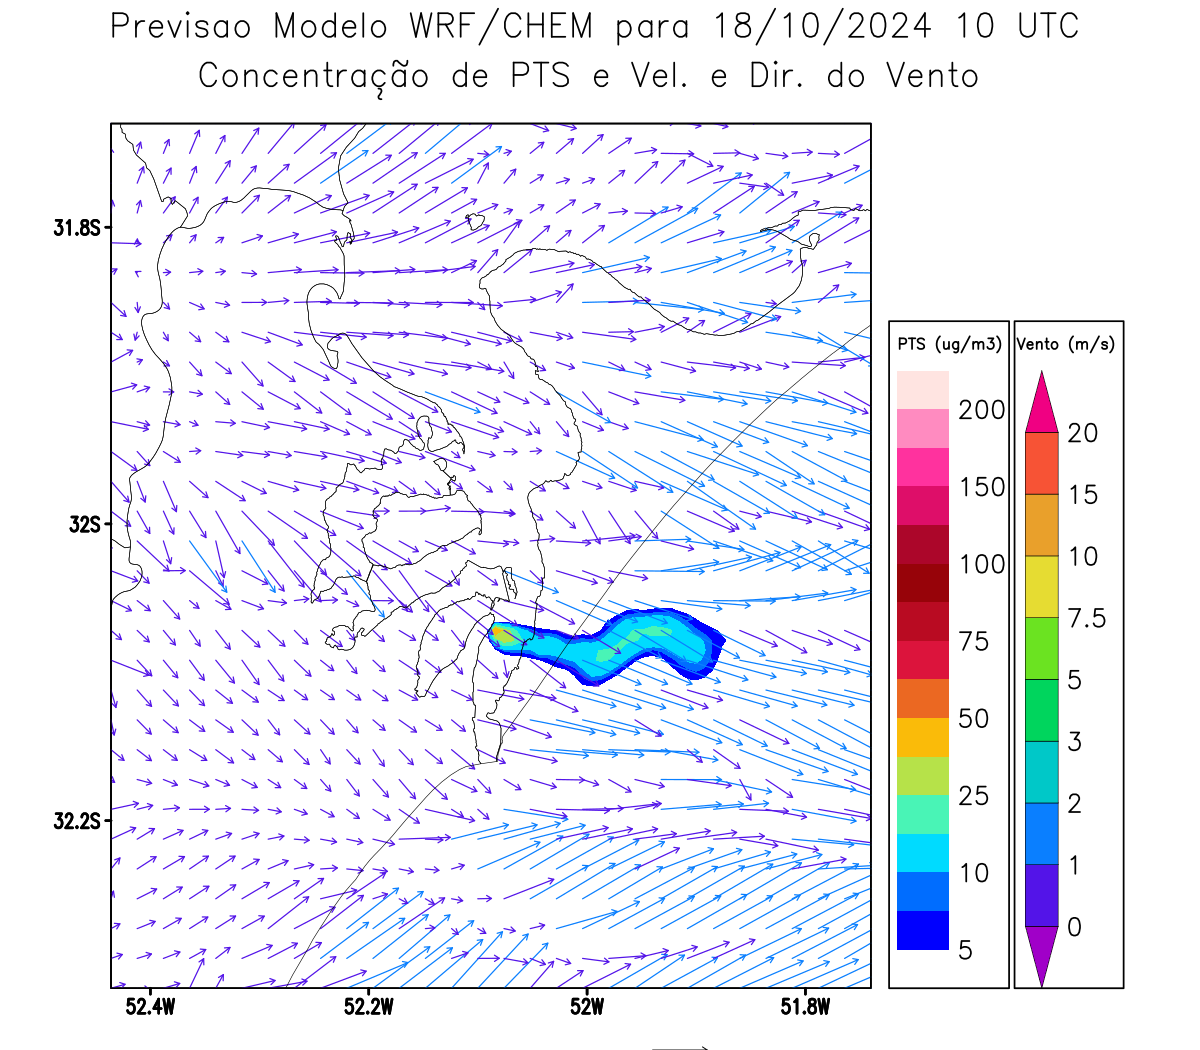 Previsao Modelo WRF/CHEM para 18/10/2024 10 UTC
Concentração de PTS e Vel. e Dir. do Vento
31.8S
32S
32.2S
52.4W
52.2W
52W
51.8W
PTS (ug/m3)
200
150
100
75
50
25
10
5
Vento (m/s)
20
15
10
7.5
5
3
2
1
0